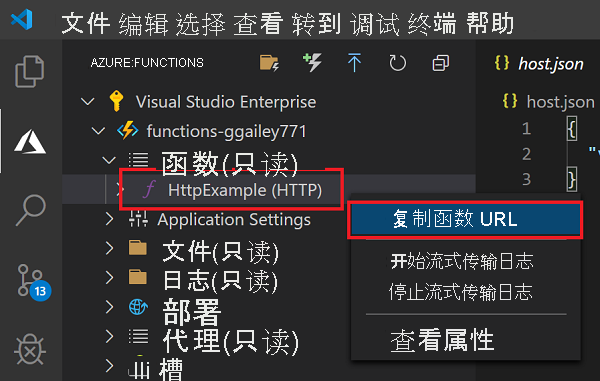 文件 编辑 选择 查看 转到 调试 终端 帮助
AZURE:FUNCTIONS
Visual Studio Enterprise
functions-ggailey771
函数(只读)
f HttpExample (HTTP)
Application Settings
文件(只读)
日志(只读)
部署
代理(只读)
槽
13
{} host.json
{} host.json
1 {
2 "v
3 }
复制函数 URL
开始流式传输日志
停止流式传输日志
查看属性